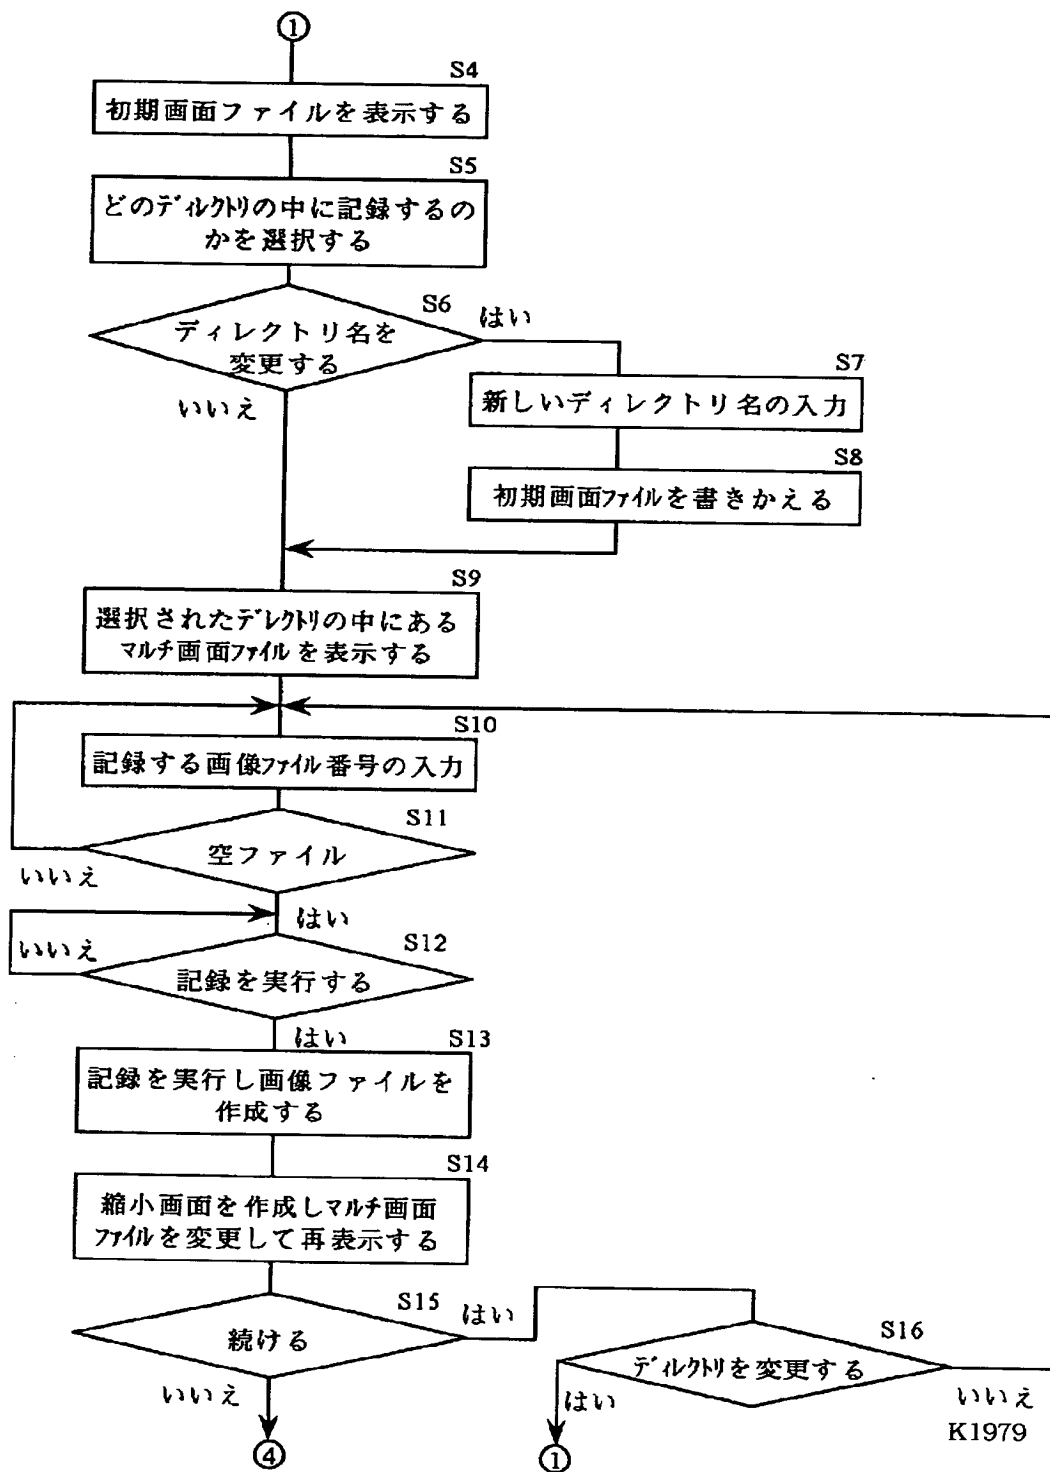 ①
S4
初期画面ファイルを表示する
S5
どのディレクトリの中に記録するの
かを選択する
S6
ディレクトリ名を
変更する
はい
いいえ
S7
新しいディレクトリ名の入力
S8
初期画面ファイルを書きかえる
S9
選択されたデレクトリの中にある
マルチ画面ファイルを表示する
S10
記録する画像ファイル番号の入力
S11
空ファイル
いいえ
はい
S12
いいえ
記録を実行する
はい
S13
記録を実行し画像ファイルを
作成する
S14
縮小画面を作成しマルチ画面
ファイルを変更して再表示する
S15
続ける
はい
いいえ
④
S16
ディレクトリを変更する
はい
いいえ
①
K1979